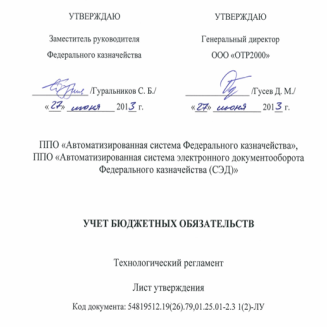 УТВЕРЖДАЮ
Заместитель руководителя
Федерального казначейства
/Гуральников С. Б./
«27» июня 2013 г.
УТВЕРЖДАЮ
Генеральный директор
ООО «ОТР2000»
/Гусев Д. М./
«27» июня 2013 г.
ППО «Автоматизированная система Федерального казначейства»,
ППО «Автоматизированная система электронного документооборота
Федерального казначейства (СЭД)»
УЧЕТ БЮДЖЕТНЫХ ОБЯЗАТЕЛЬСТВ
Технологический регламент
Лист утверждения
Код документа: 54819512.19(26).79,01.25.01-2.3 1(2)-ЛУ